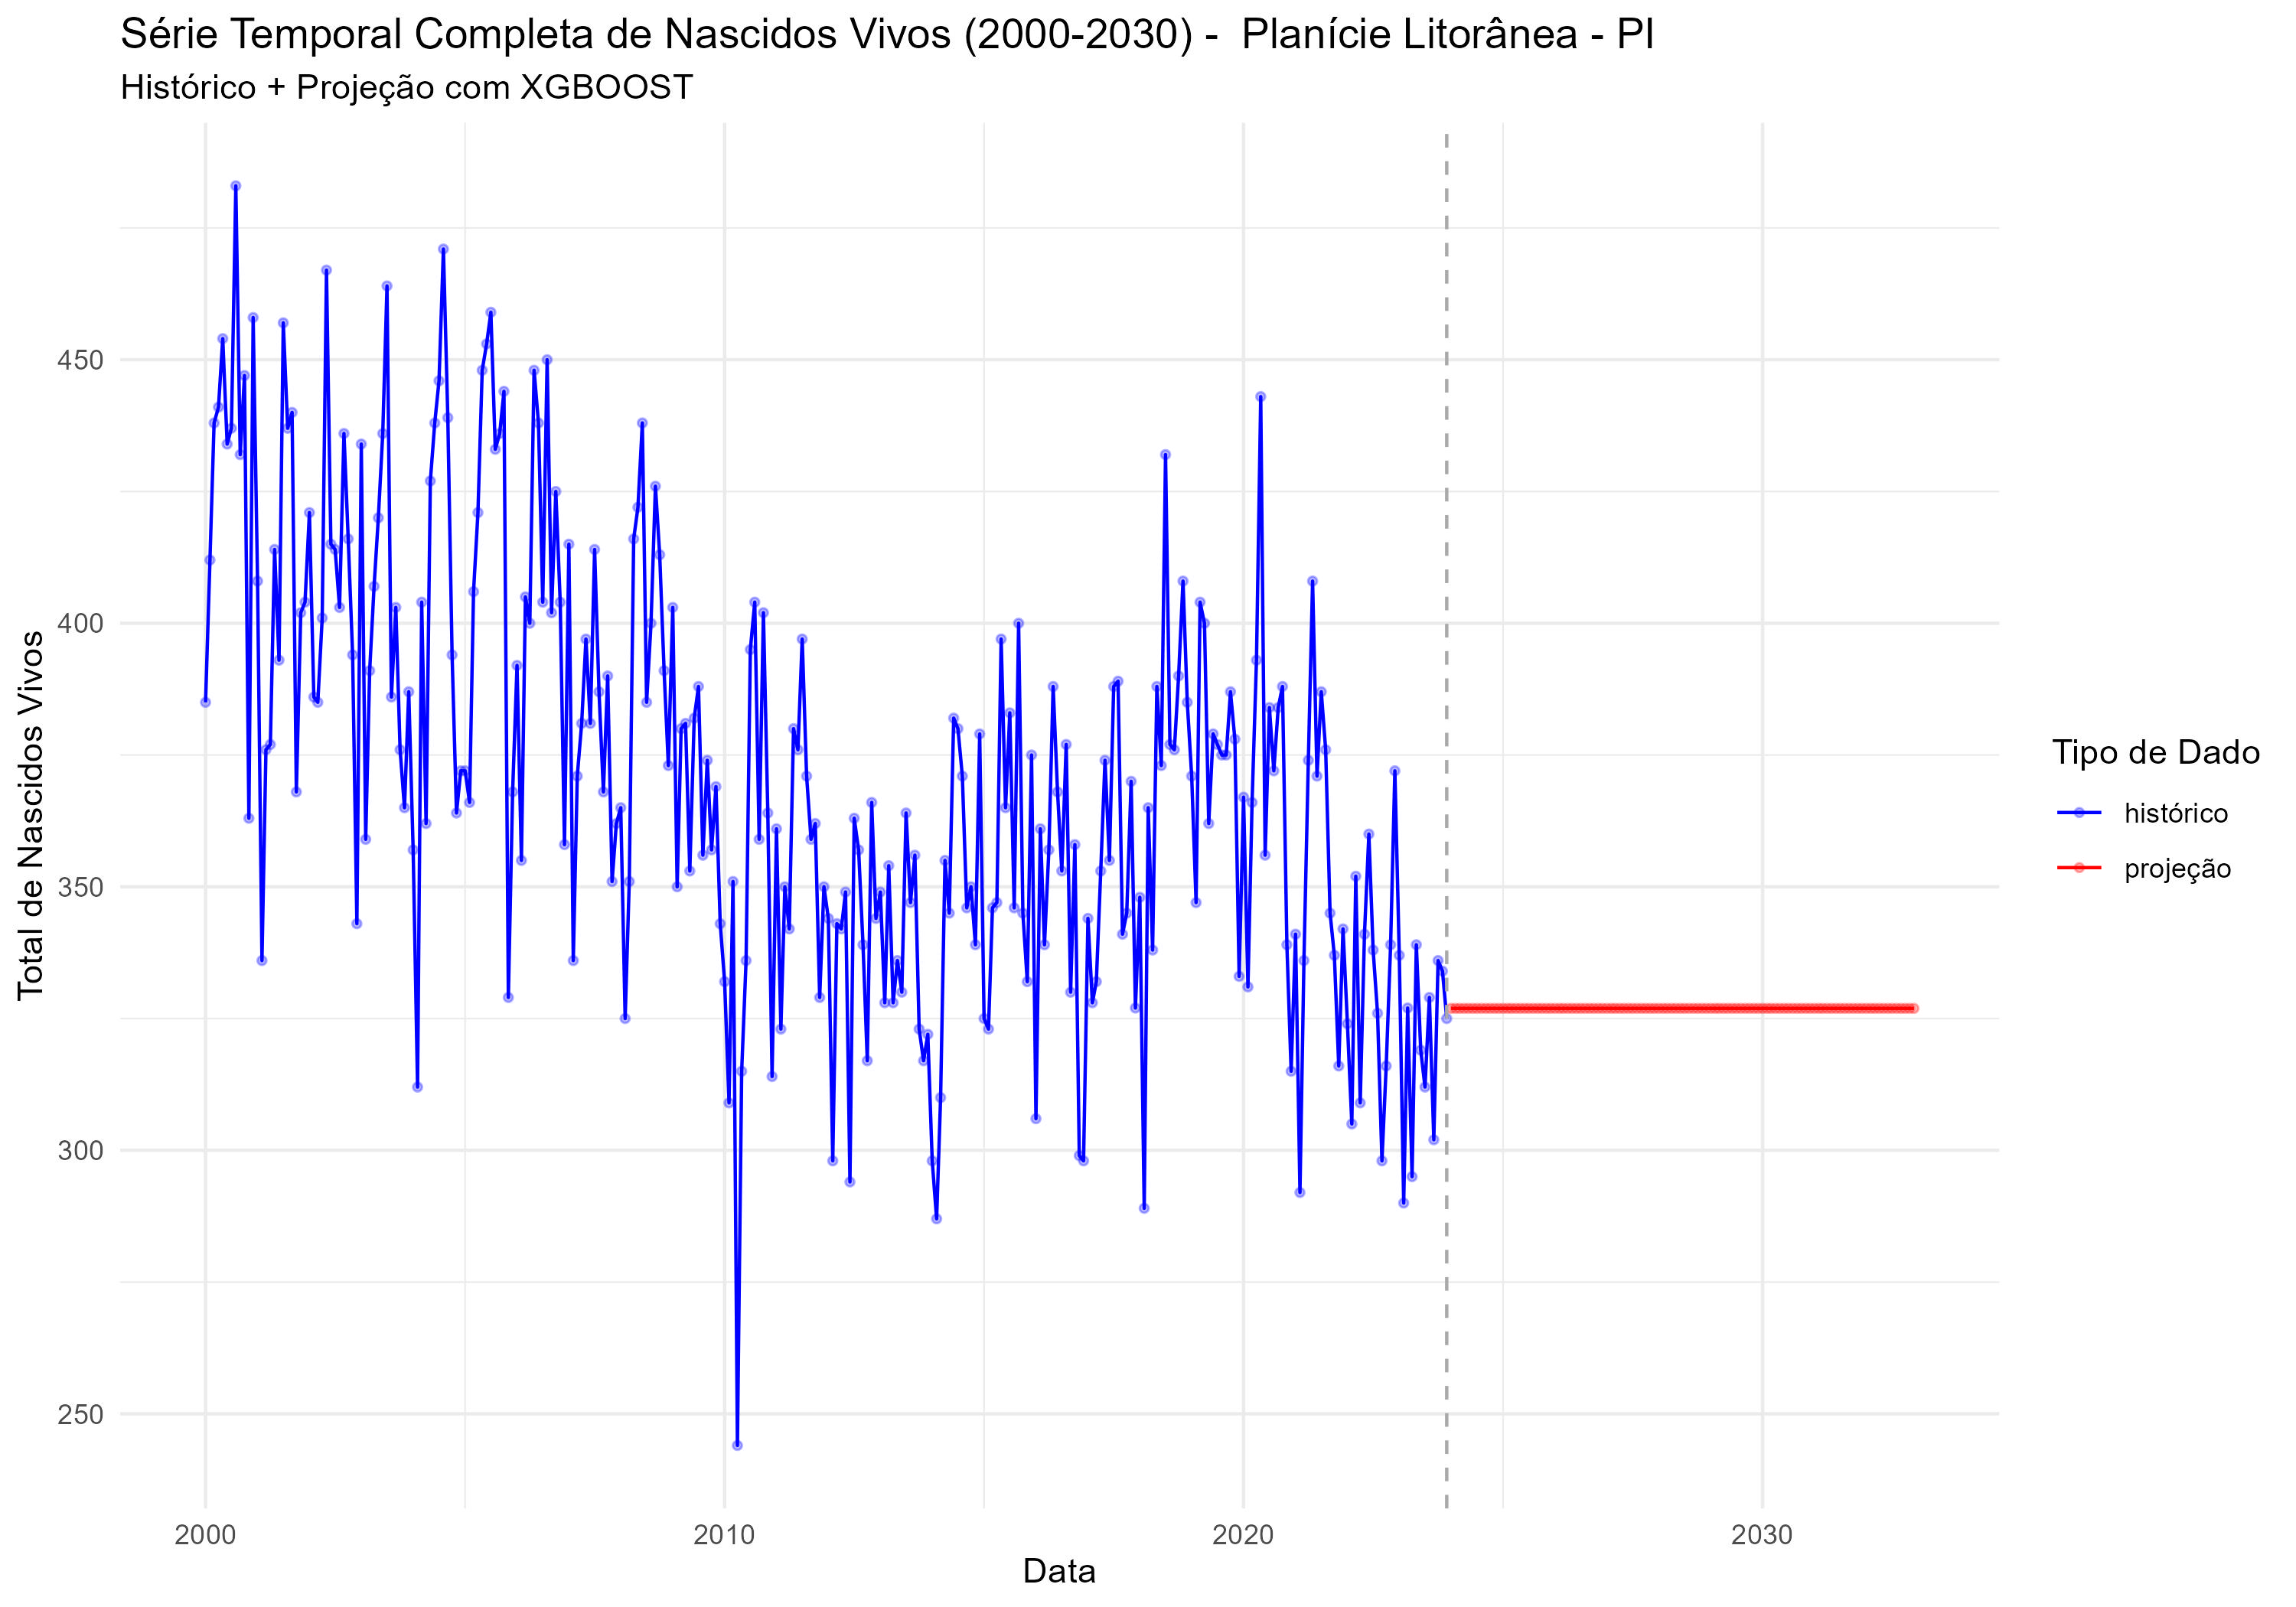 Série Temporal Completa de Nascidos Vivos (2000-2030) -  Planície Litorânea - PI
Histórico + Projeção com XGBOOST
Total de Nascidos Vivos
450
400
350
300
250
2000
2010
2020
2030
Data
Tipo de Dado
histórico
projeção